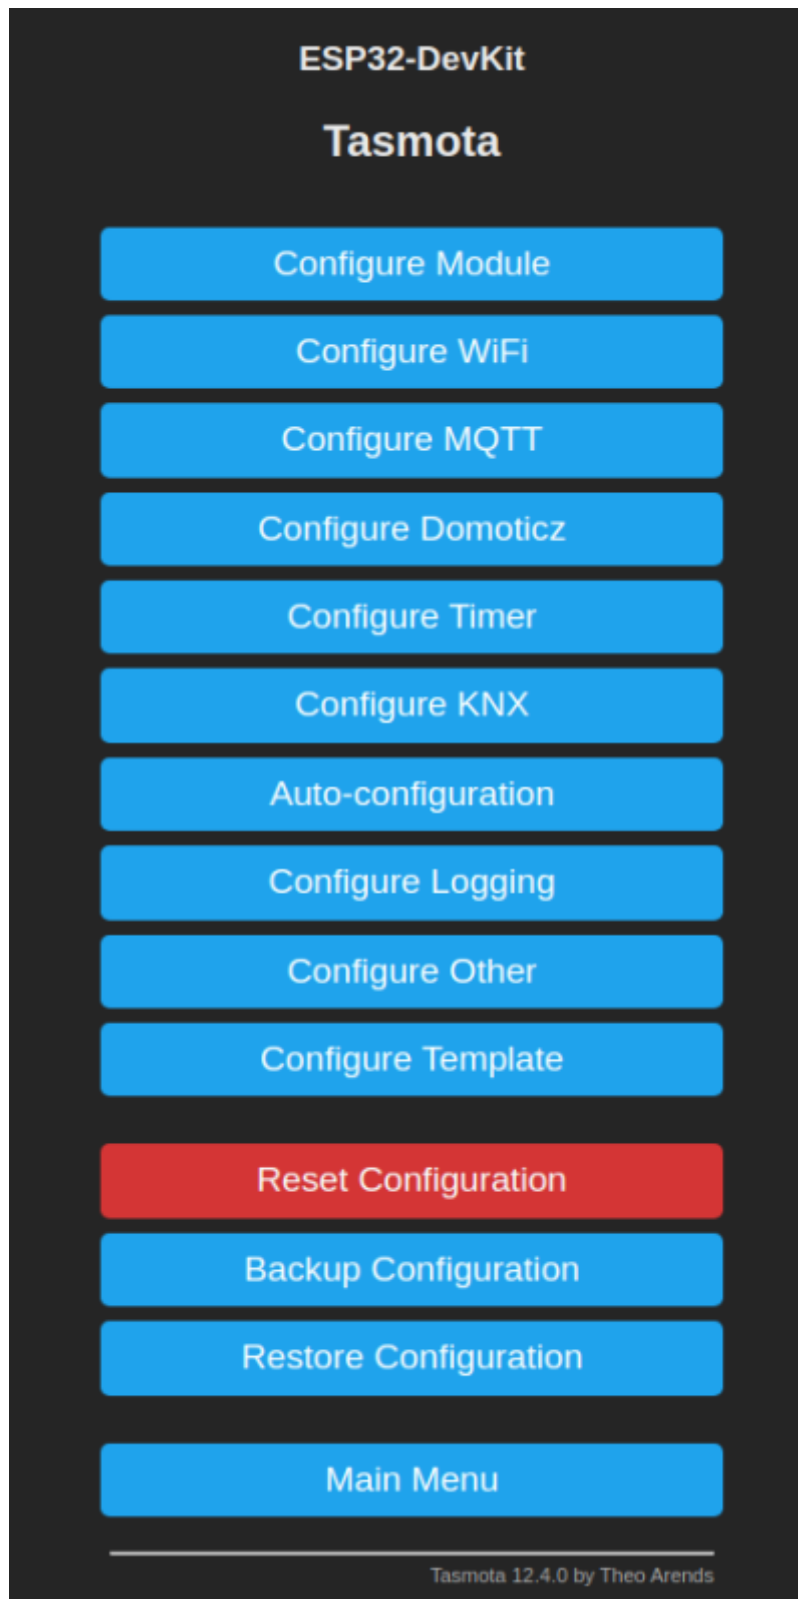 ESP32-DevKit
Tasmota
Configure Module
Configure WiFi
Configure MQTT
Configure Domoticz
Configure Timer
Configure KNX
Auto-configuration
Configure Logging
Configure Other
Configure Template
Reset Configuration
Backup Configuration
Restore Configuration
Main Menu
Tasmota 12.4.0 by Theo Arends